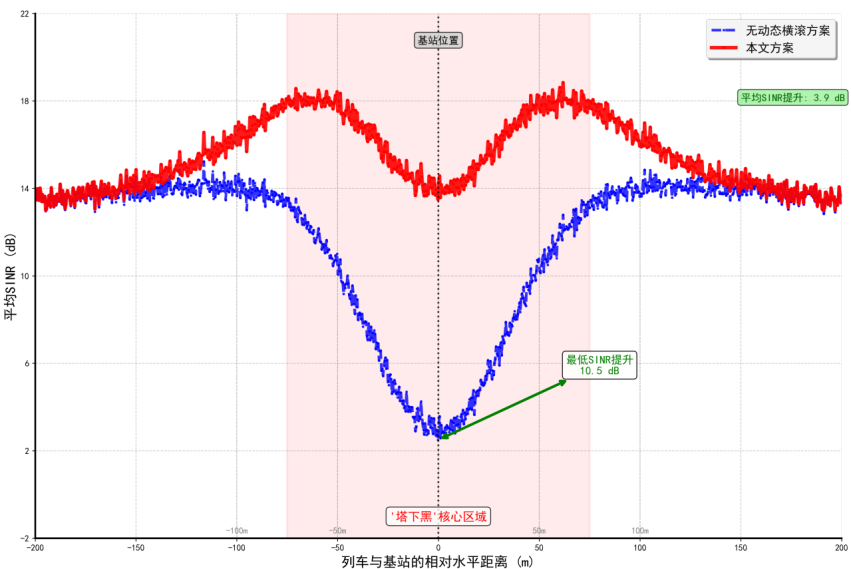 22
18
14
10
6
2
−2
平均SINR (dB)
基站位置
无动态横滚方案
本文方案
平均SINR提升: 3.9 dB
最低SINR提升
10.5 dB
'塔下黑'核心区域
−100m
−50m
50m
100m
−200
−150
−100
−50
0
50
100
150
200
列车与基站的相对水平距离 (m)